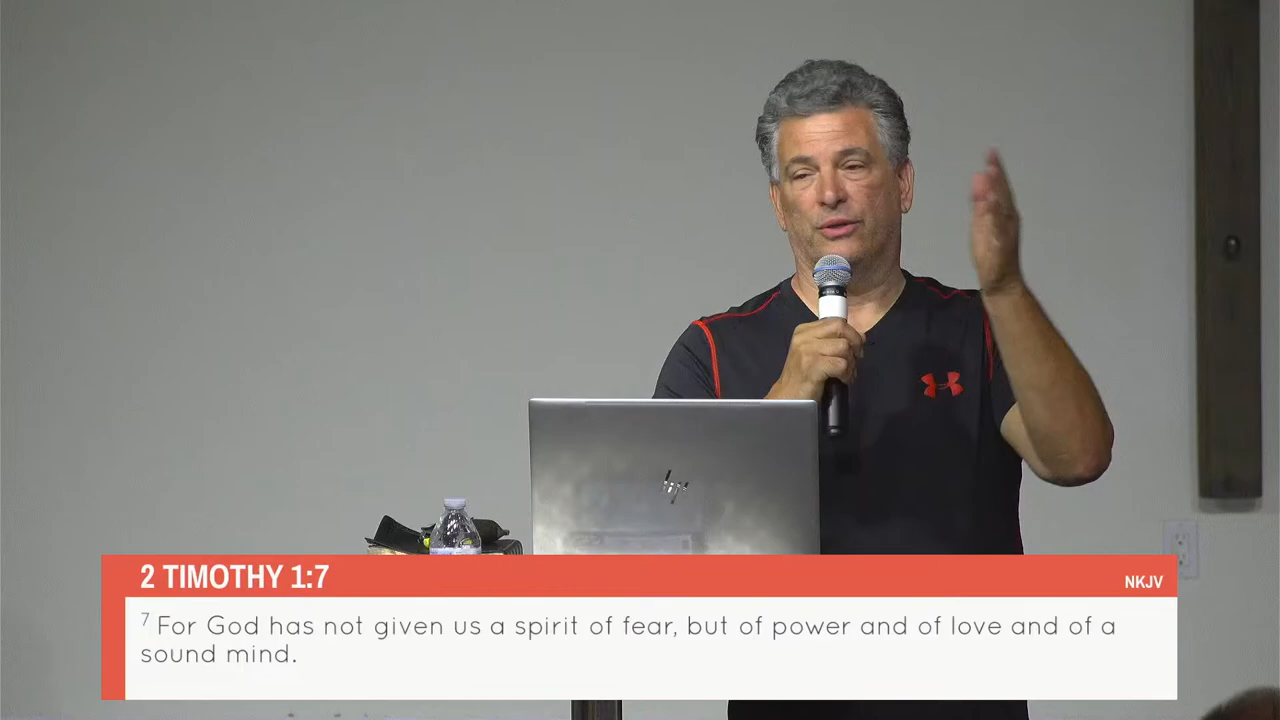 hp
2 TIMOTHY 1:7
NKJV
7 For God has not given us a spirit of fear, but of power and of love and of a
sound mind.